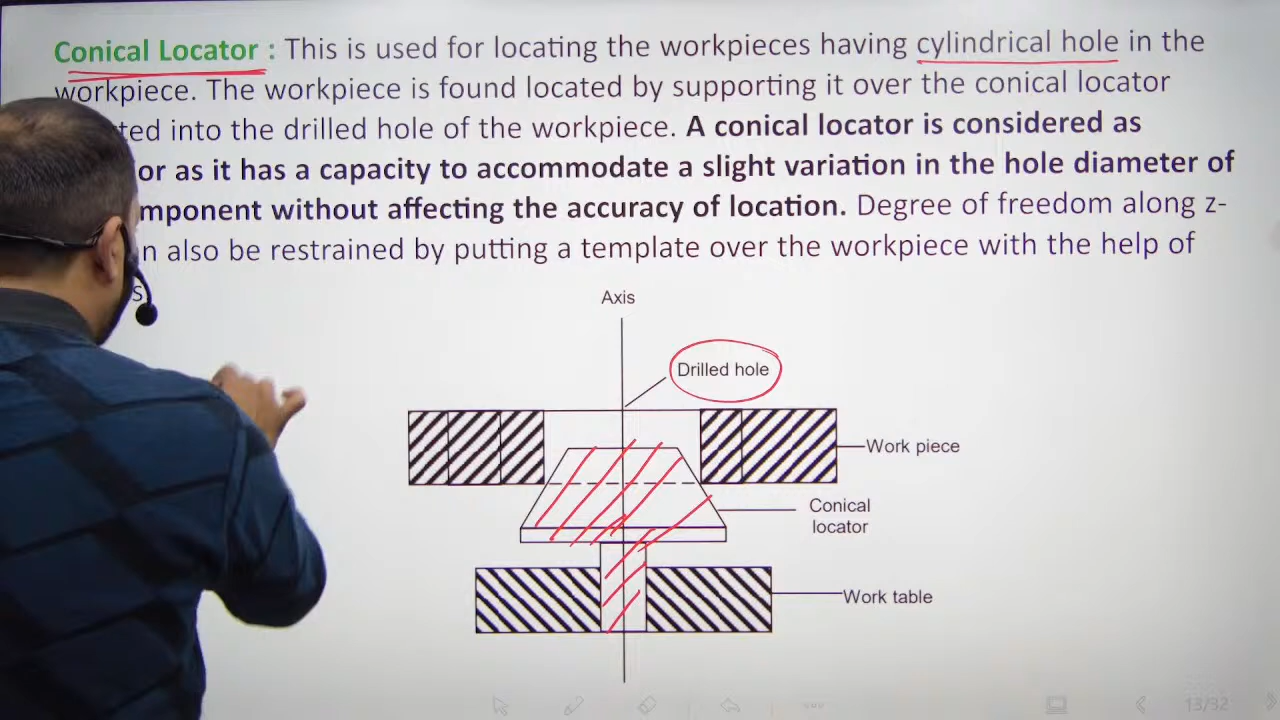 Conical Locator : This is used for locating the workpieces having cylindrical hole in the
workpiece. The workpiece is found located by supporting it over the conical locator
ted into the drilled hole of the workpiece. A conical locator is considered as
or as it has a capacity to accommodate a slight variation in the hole diameter of
mponent without affecting the accuracy of location. Degree of freedom along z-
n also be restrained by putting a template over the workpiece with the help of
s
Axis
Drilled hole
Work piece
Conical
locator
Work table
13/32